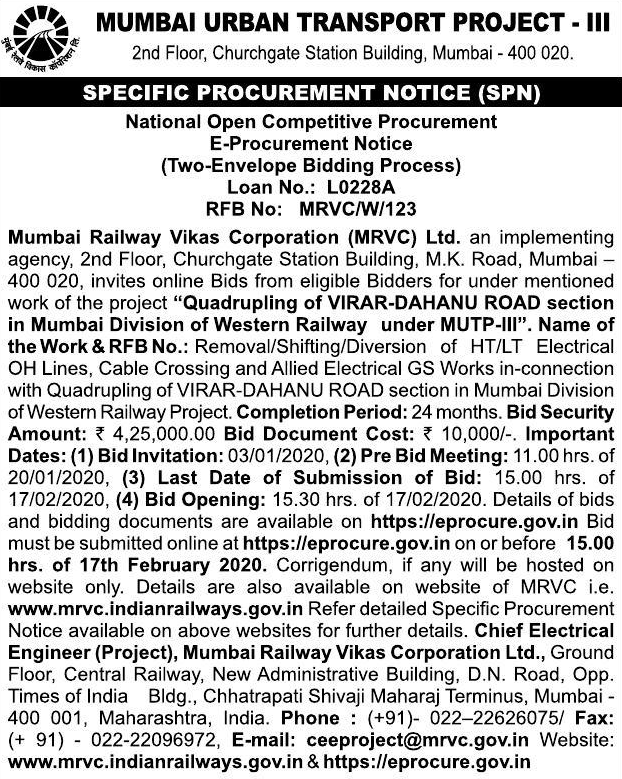 MUMBAI URBAN TRANSPORT PROJECT - III
2nd Floor, Churchgate Station Building, Mumbai - 400 020.
मुंबई रेलवे विकास कॉर्पोरेशन लि.
SPECIFIC PROCUREMENT NOTICE (SPN)
National Open Competitive Procurement
E-Procurement Notice
(Two-Envelope Bidding Process)
Loan No.: L0228A
RFB No: MRVC/W/123
Mumbai Railway Vikas Corporation (MRVC) Ltd. an implementing
agency, 2nd Floor, Churchgate Station Building, M.K. Road, Mumbai –
400 020, invites online Bids from eligible Bidders for under mentioned
work of the project “Quadrupling of VIRAR-DAHANU ROAD section
in Mumbai Division of Western Railway under MUTP-III”. Name of
the Work & RFB No.: Removal/Shifting/Diversion of HT/LT Electrical
OH Lines, Cable Crossing and Allied Electrical GS Works in-connection
with Quadrupling of VIRAR-DAHANU ROAD section in Mumbai Division
of Western Railway Project. Completion Period: 24 months. Bid Security
Amount: ₹ 4,25,000.00 Bid Document Cost: ₹ 10,000/-. Important
Dates: (1) Bid Invitation: 03/01/2020, (2) Pre Bid Meeting: 11.00 hrs. of
20/01/2020, (3) Last Date of Submission of Bid: 15.00 hrs. of
17/02/2020, (4) Bid Opening: 15.30 hrs. of 17/02/2020. Details of bids
and bidding documents are available on https://eprocure.gov.in Bid
must be submitted online at https://eprocure.gov.in on or before 15.00
hrs. of 17th February 2020. Corrigendum, if any will be hosted on
website only. Details are also available on website of MRVC i.e.
www.mrvc.indianrailways.gov.in Refer detailed Specific Procurement
Notice available on above websites for further details. Chief Electrical
Engineer (Project), Mumbai Railway Vikas Corporation Ltd., Ground
Floor, Central Railway, New Administrative Building, D.N. Road, Opp.
Times of India Bldg., Chhatrapati Shivaji Maharaj Terminus, Mumbai -
400 001, Maharashtra, India. Phone : (+91)- 022–22626075/ Fax:
(+ 91) - 022-22096972, E-mail: ceeproject@mrvc.gov.in Website:
www.mrvc.indianrailways.gov.in & https://eprocure.gov.in